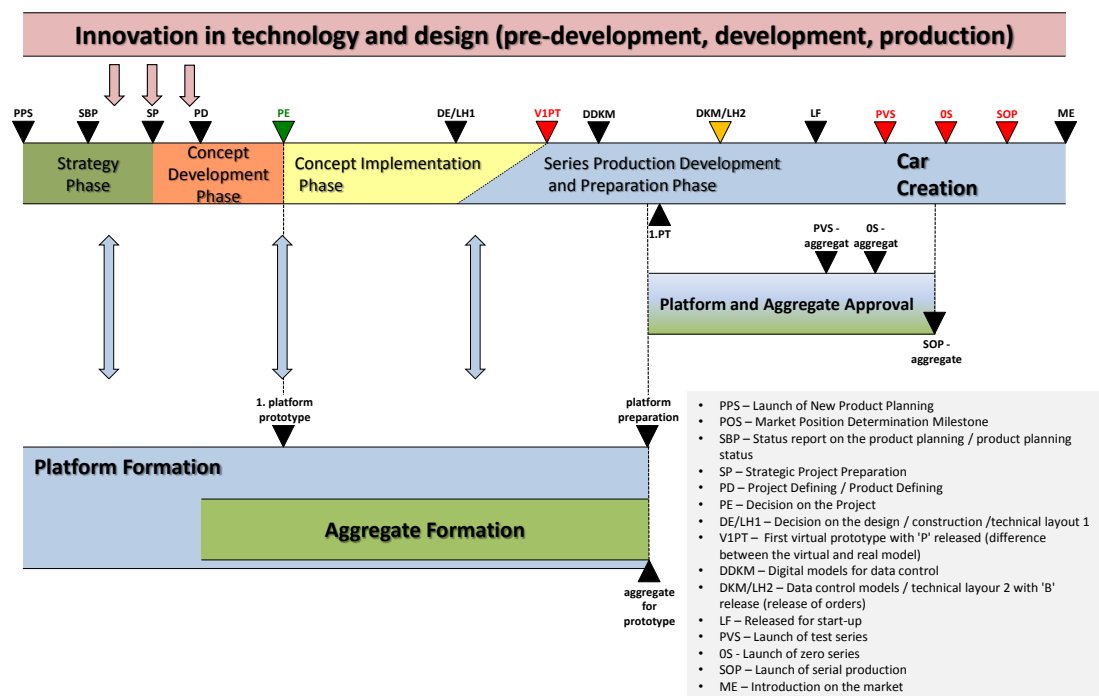 Innovation in technology and design (pre-development, development, production)
PPS
SBP
SP
PD
PE
DE/LH1
V1PT
DDKM
DKM/LH2
LF
PVS
0S
SOP
ME
Strategy
Phase
Concept
Development
Phase
Concept Implementation
Phase
Series Production Development
and Preparation Phase
Car
Creation
1.PT
PVS -
aggregat
0S -
aggregat
Platform and Aggregate Approval
SOP -
aggregate
1. platform
prototype
platform
preparation
Platform Formation
Aggregate Formation
aggregate
for
prototype
• PPS – Launch of New Product Planning
• POS – Market Position Determination Milestone
• SBP – Status report on the product planning / product planning
status
• SP – Strategic Project Preparation
• PD – Project Defining / Product Defining
• PE – Decision on the Project
• DE/LH1 – Decision on the design / construction /technical layout 1
• V1PT – First virtual prototype with 'P' released (difference
between the virtual and real model)
• DDKM – Digital models for data control
• DKM/LH2 – Data control models / technical layour 2 with 'B'
release (release of orders)
• LF – Released for start-up
• PVS – Launch of test series
• 0S - Launch of zero series
• SOP – Launch of serial production
• ME – Introduction on the market